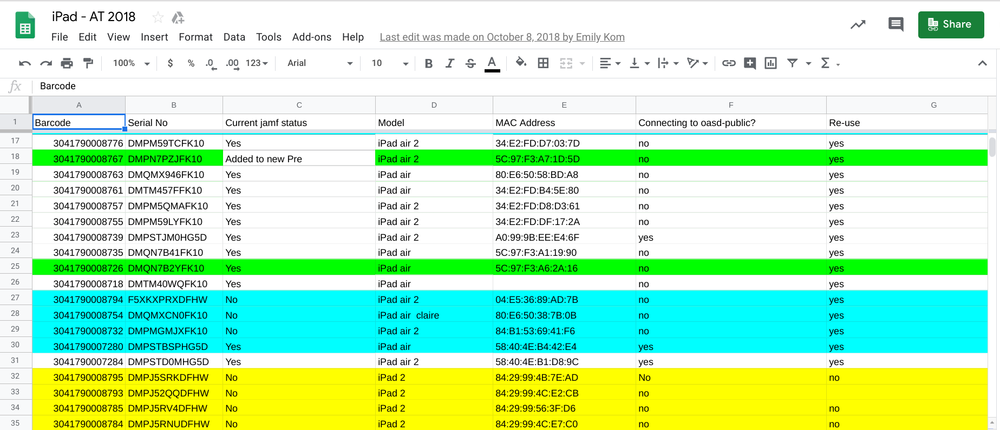 iPad - AT 2018
File Edit View Insert Format Data Tools Add-ons Help Last edit was made on October 8, 2018 by Emily Kom
Share
100% $ % .0 .00 123 Arial 10 B I S A Σ
fx Barcode
A B C D E F G
1 Barcode Serial No Current jamf status Model MAC Address Connecting to oasd-public? Re-use
17 3041790008776 DMPM59TCFK10 Yes iPad air 2 34:E2:FD:D7:03:7D no yes
18 3041790008767 DMPN7PZJFK10 Added to new Pre iPad air 2 5C:97:F3:A7:1D:5D no yes
19 3041790008763 DMQMX946FK10 Yes iPad air 80:E6:50:58:BD:A8 no yes
20 3041790008761 DMTM457FFK10 Yes iPad air 34:E2:FD:B4:5E:80 no yes
21 3041790008757 DMPM5QMAFK10 Yes iPad air 2 34:E2:FD:D8:D3:61 no yes
22 3041790008755 DMPM59LYFK10 Yes iPad air 2 34:E2:FD:DF:17:2A no yes
23 3041790008739 DMPSTJM0HG5D Yes iPad air 2 A0:99:9B:EE:E4:6F yes yes
24 3041790008735 DMQN7B41FK10 Yes iPad air 5C:97:F3:A1:19:90 no yes
25 3041790008726 DMQN7B2YFK10 Yes iPad air 5C:97:F3:A6:2A:16 no yes
26 3041790008718 DMTM40WQFK10 Yes iPad air no yes
27 3041790008794 F5XKXPRXDFHW No iPad air 2 04:E5:36:89:AD:7B no yes
28 3041790008754 DMQMXCN0FK10 No iPad air claire 80:E6:50:38:7B:0B no yes
29 3041790008732 DMPMGMJXFK10 No iPad air 2 84:B1:53:69:41:F6 no yes
30 3041790007280 DMPSTBSPHG5D Yes iPad air 58:40:4E:B4:42:E4 yes yes
31 3041790007284 DMPSTD0MHG5D Yes iPad air 2 58:40:4E:B1:D8:9C yes yes
32 3041790008795 DMPJ5SRKDFHW No iPad 2 84:29:99:4B:7E:AD No no
33 3041790008793 DMPJ52QQDFHW No iPad 2 84:29:99:4C:E2:CB no
34 3041790008785 DMPJ5RV4DFHW No iPad 2 84:29:99:56:3F:D6 no no
35 3041790008784 DMPJ5RNUDFHW No iPad 2 84:29:99:4C:E7:C0 no no